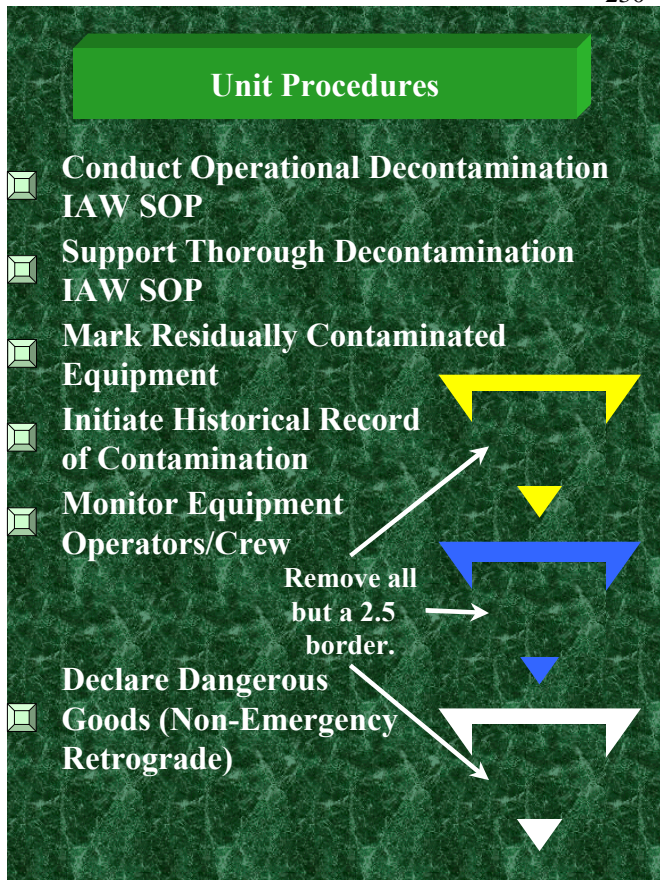 Unit Procedures
Conduct Operational Decontamination
IAW SOP
Support Thorough Decontamination
IAW SOP
Mark Residually Contaminated
Equipment
Initiate Historical Record
of Contamination
Monitor Equipment
Operators/Crew
Remove all
but a 2.5
border.
Declare Dangerous
Goods (Non-Emergency
Retrograde)